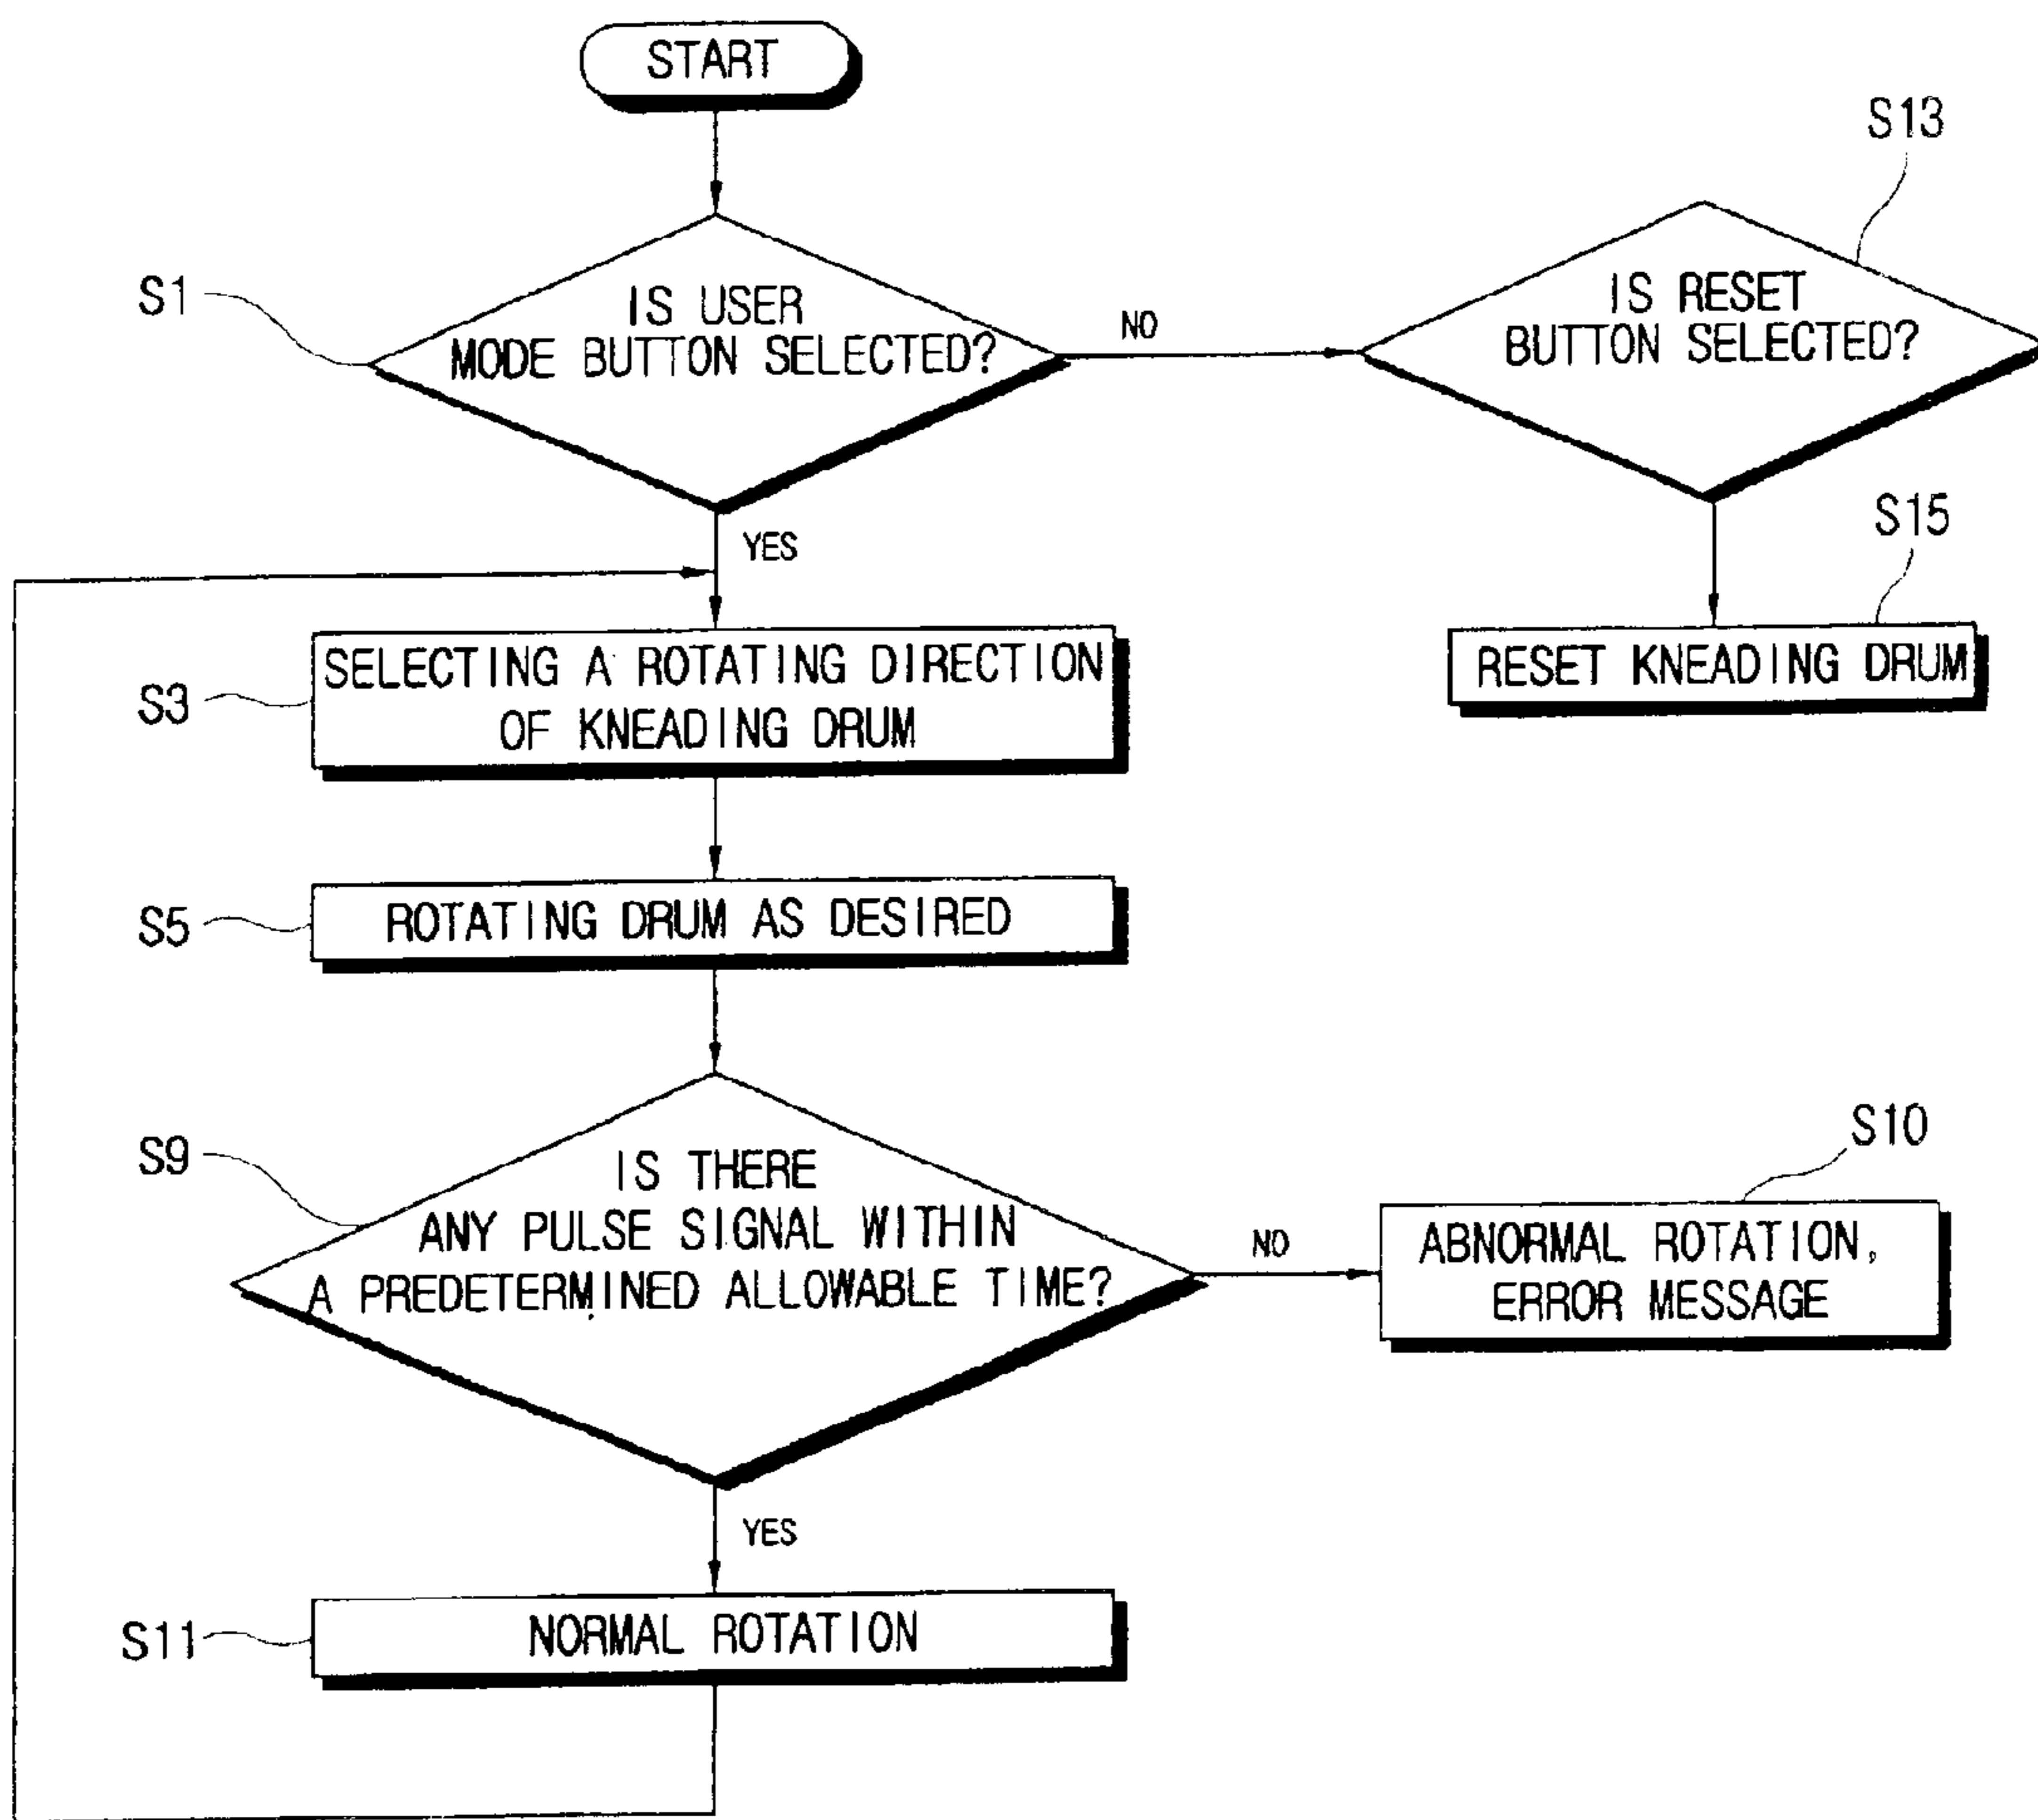 START
S13
S1
IS USER
MODE BUTTON SELECTED?
NO
IS RESET
BUTTON SELECTED?
YES
S15
S3
SELECTING A ROTATING DIRECTION
OF KNEADING DRUM
RESET KNEADING DRUM
S5
ROTATING DRUM AS DESIRED
S9
IS THERE
ANY PULSE SIGNAL WITHIN
A PREDETERMINED ALLOWABLE TIME?
NO
S10
ABNORMAL ROTATION,
ERROR MESSAGE
YES
S11
NORMAL ROTATION